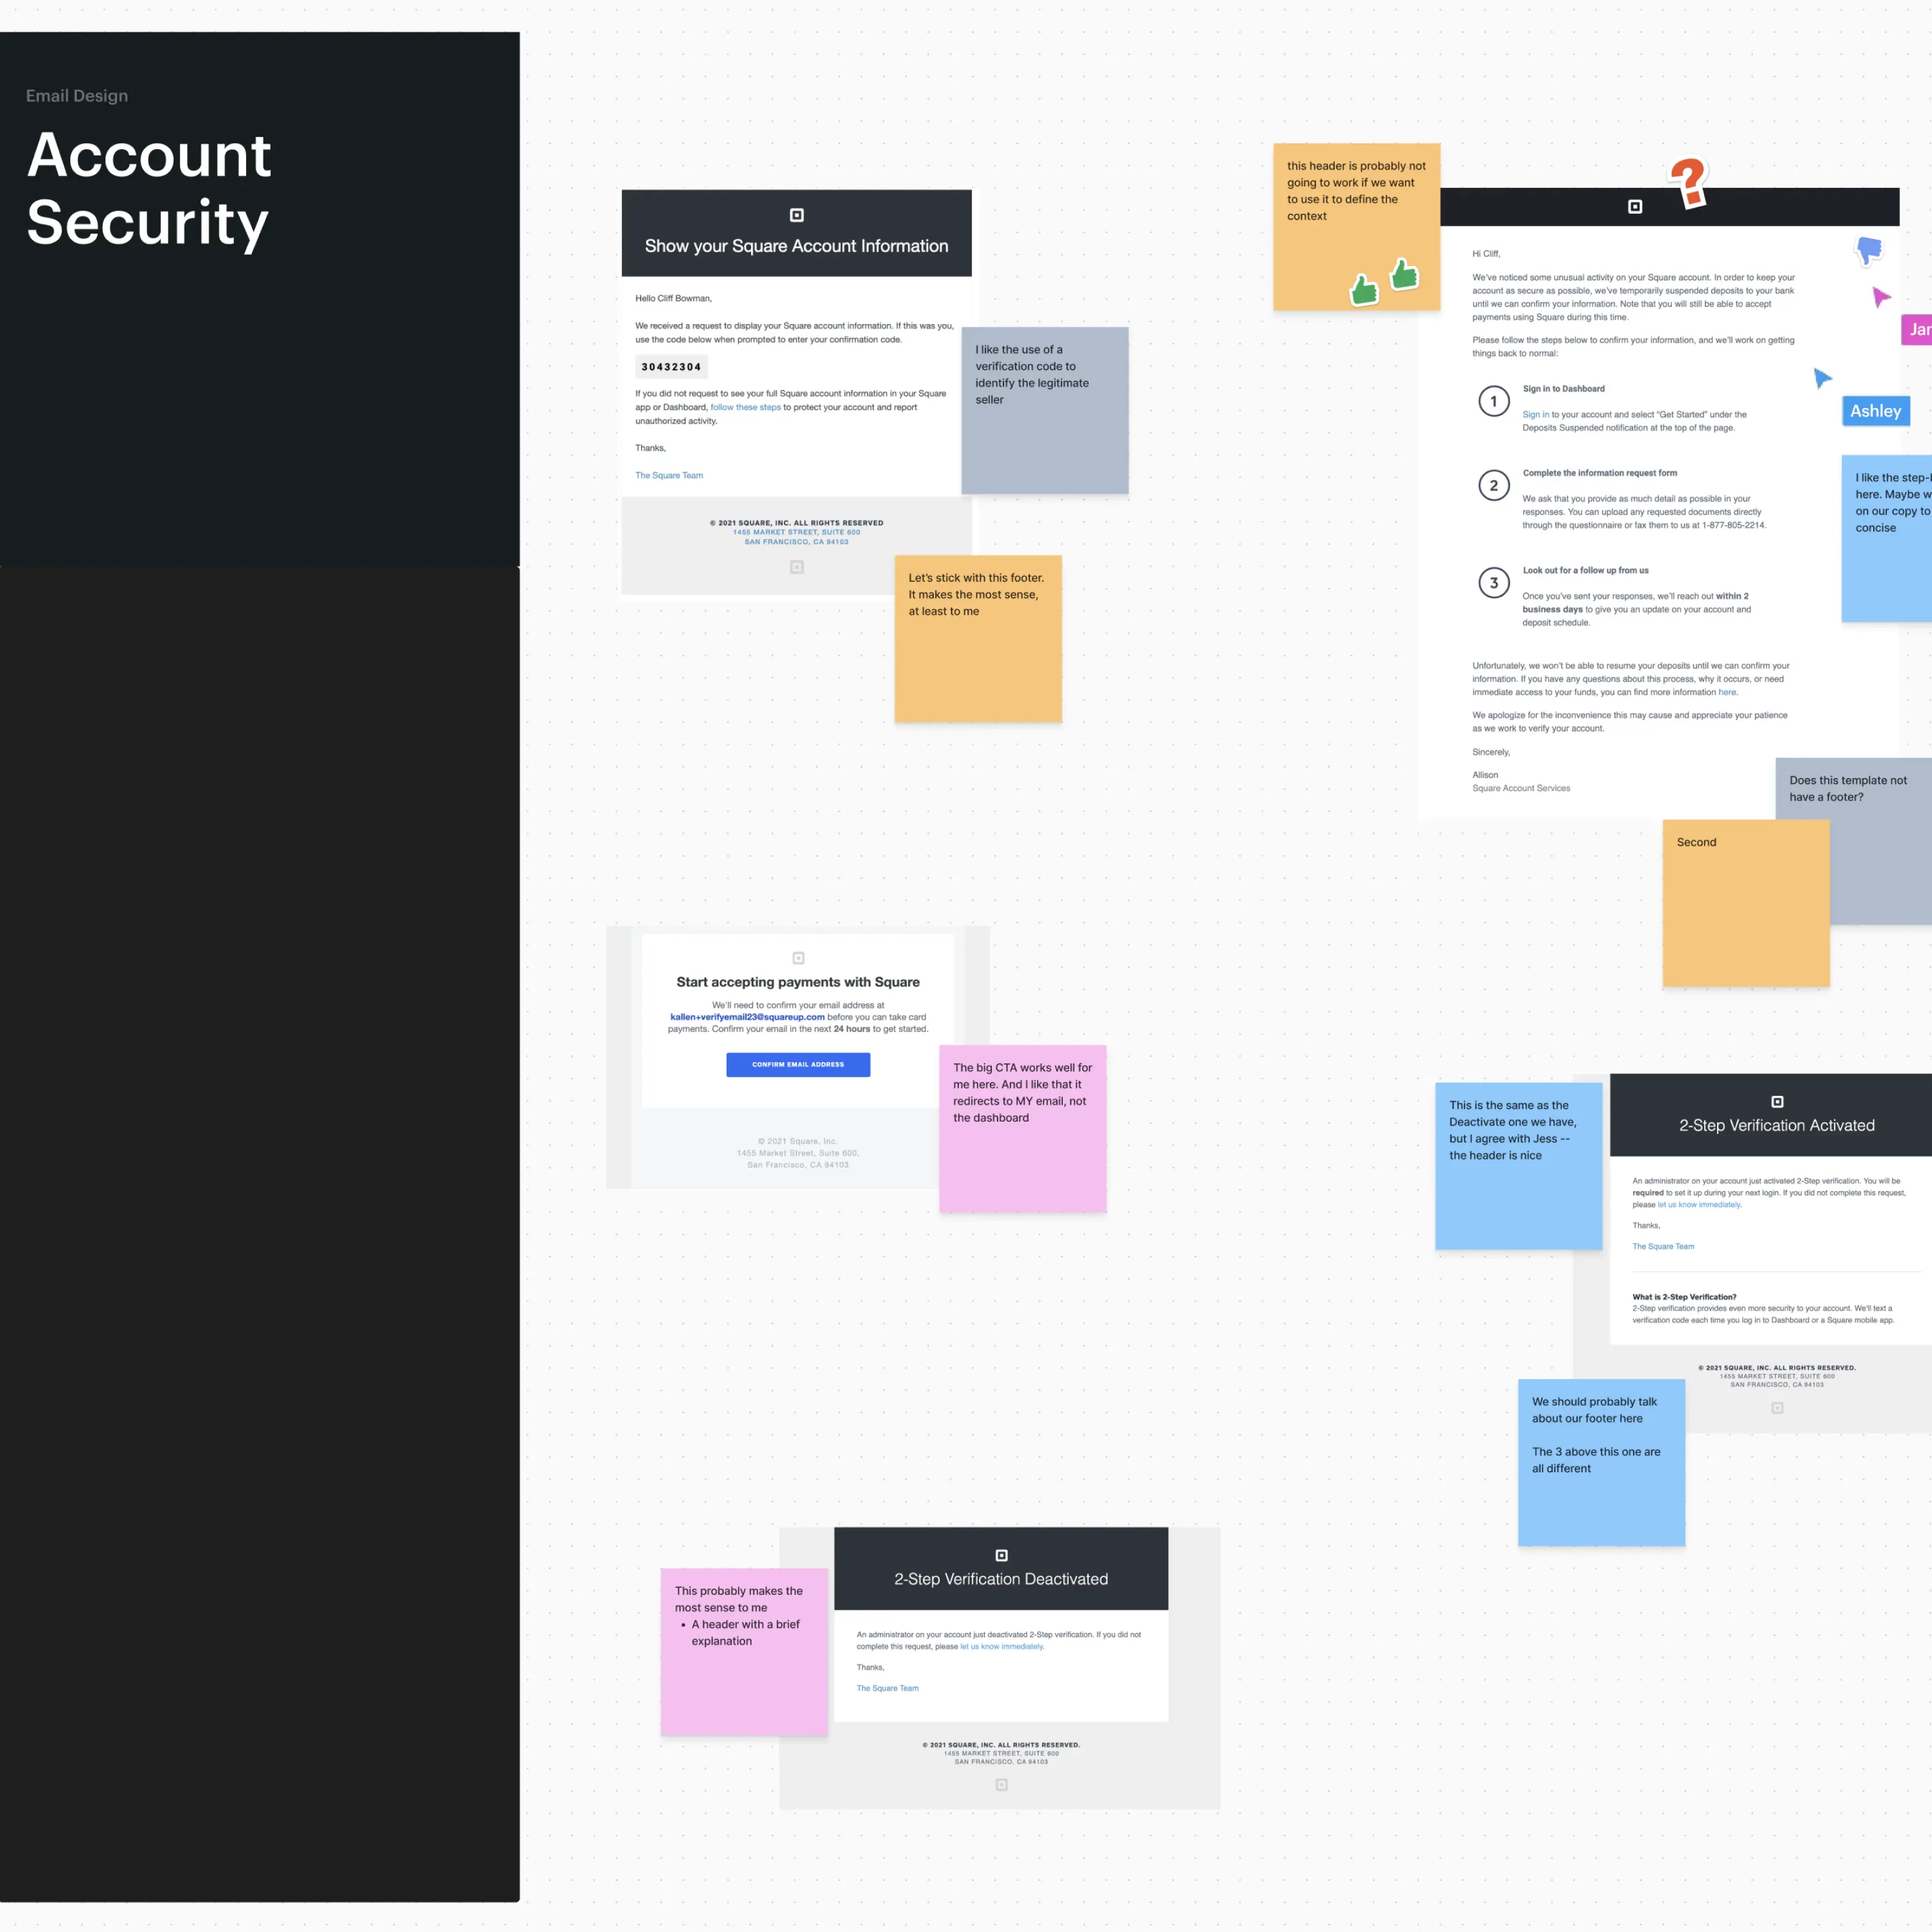 Email Design
Account
Security
Show your Square Account Information
Hello Cliff Bowman,
We received a request to display your Square account information. If this was you,
use the code below when prompted to enter your confirmation code.
30432304
If you did not request to see your full Square account information in your Square
app or Dashboard, follow these steps to protect your account and report
unauthorized activity.
Thanks,
The Square Team
© 2021 SQUARE, INC. ALL RIGHTS RESERVED
1455 MARKET STREET, SUITE 600
SAN FRANCISCO, CA 94103
I like the use of a
verification code to
identify the legitimate
seller
Let's stick with this footer.
It makes the most sense,
at least to me
this header is probably not
going to work if we want
to use it to define the
context
?
Hi Cliff,
We've noticed some unusual activity on your Square account. In order to keep your
account as secure as possible, we've temporarily suspended deposits to your bank
until we can confirm your information. Note that you will still be able to accept
payments using Square during this time.
Please follow the steps below to confirm your information, and we'll work on getting
things back to normal:
1
Sign in to Dashboard
Sign in to your account and select “Get Started” under the
Deposits Suspended notification at the top of the page.
2
Complete the information request form
We ask that you provide as much detail as possible in your
responses. You can upload any requested documents directly
through the questionnaire or fax them to us at 1-877-805-2214.
3
Look out for a follow up from us
Once you've sent your responses, we'll reach out within 2
business days to give you an update on your account and
deposit schedule.
Unfortunately, we won't be able to resume your deposits until we can confirm your
information. If you have any questions about this process, why it occurs, or need
immediate access to your funds, you can find more information here.
We apologize for the inconvenience this may cause and appreciate your patience
as we work to verify your account.
Sincerely,
Allison
Square Account Services
Jar
Ashley
I like the step-
here. Maybe w
on our copy to
concise
Does this template not
have a footer?
Second
Start accepting payments with Square
We'll need to confirm your email address at
kallen+verifyemail23@squareup.com before you can take card
payments. Confirm your email in the next 24 hours to get started.
CONFIRM EMAIL ADDRESS
© 2021 Square, Inc.
1455 Market Street, Suite 600,
San Francisco, CA 94103
The big CTA works well for
me here. And I like that it
redirects to MY email, not
the dashboard
This is the same as the
Deactivate one we have,
but I agree with Jess --
the header is nice
2-Step Verification Activated
An administrator on your account just activated 2-Step verification. You will be
required to set it up during your next login. If you did not complete this request,
please let us know immediately.
Thanks,
The Square Team
What is 2-Step Verification?
2-Step verification provides even more security to your account. We'll text a
verification code each time you log in to Dashboard or a Square mobile app.
© 2021 SQUARE, INC. ALL RIGHTS RESERVED.
1455 MARKET STREET, SUITE 600
SAN FRANCISCO, CA 94103
We should probably talk
about our footer here
The 3 above this one are
all different
This probably makes the
most sense to me
• A header with a brief
explanation
2-Step Verification Deactivated
An administrator on your account just deactivated 2-Step verification. If you did not
complete this request, please let us know immediately.
Thanks,
The Square Team
© 2021 SQUARE, INC. ALL RIGHTS RESERVED.
1455 MARKET STREET, SUITE 600
SAN FRANCISCO, CA 94103